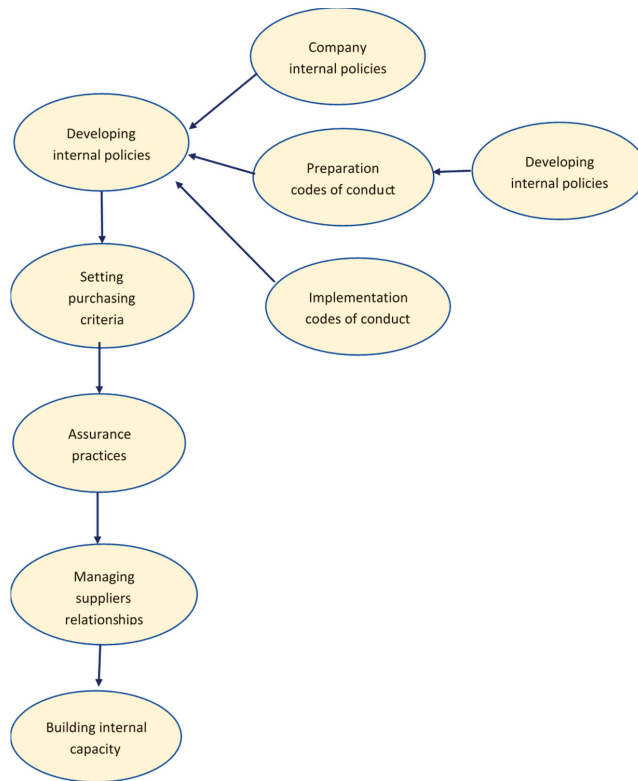 Company
internal policies
Developing
internal policies
Preparation
codes of conduct
Developing
internal policies
Setting
purchasing
criteria
Implementation
codes of conduct
Assurance
practices
Managing
suppliers
relationships
Building internal
capacity